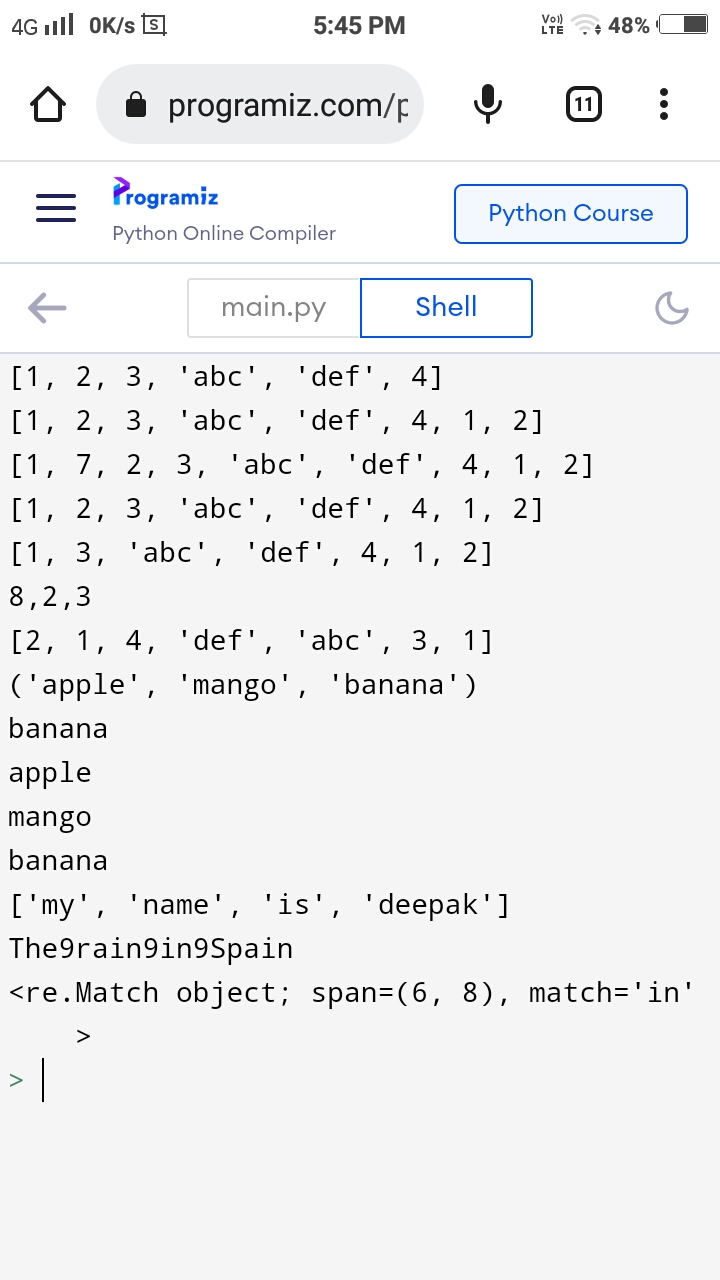 4G 0K/s S 5:45 PM Vo)) LTE 48%
programiz.com/p 11
Programiz
Python Online Compiler
Python Course
main.py Shell
[1, 2, 3, 'abc', 'def', 4]
[1, 2, 3, 'abc', 'def', 4, 1, 2]
[1, 7, 2, 3, 'abc', 'def', 4, 1, 2]
[1, 2, 3, 'abc', 'def', 4, 1, 2]
[1, 3, 'abc', 'def', 4, 1, 2]
8,2,3
[2, 1, 4, 'def', 'abc', 3, 1]
('apple', 'mango', 'banana')
banana
apple
mango
banana
['my', 'name', 'is', 'deepak']
The9rain9in9Spain
<re.Match object; span=(6, 8), match='in'
>
>